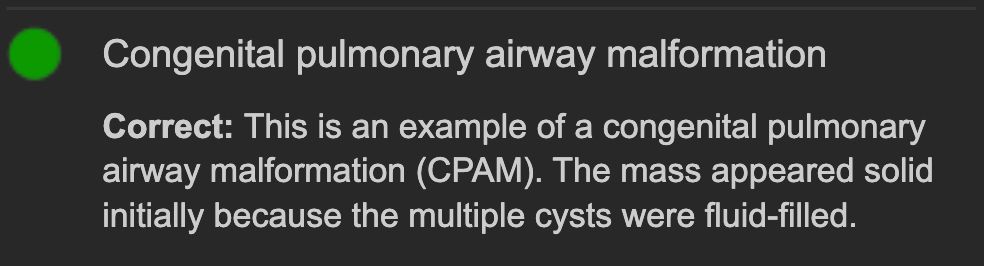 Congenital pulmonary airway malformation
Correct: This is an example of a congenital pulmonary
airway malformation (CPAM). The mass appeared solid
initially because the multiple cysts were fluid-filled.